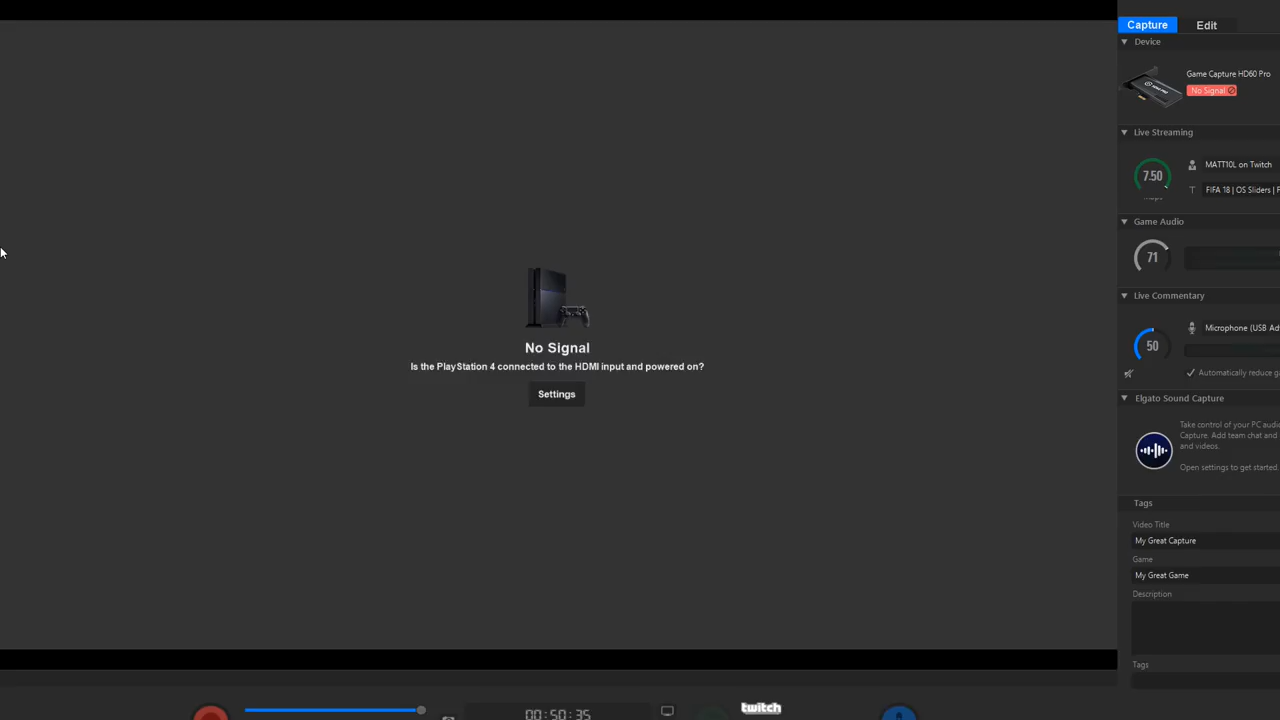 Capture
Edit
Device
Game Capture HD60 Pro
No Signal
Live Streaming
7.50
MATT10L on Twitch
FIFA 18 | OS Sliders | F
Game Audio
71
Live Commentary
50
Microphone (USB Ad
Automatically reduce ga
Elgato Sound Capture
Take control of your PC audio
Capture. Add team chat and
and videos.
Open settings to get started.
Tags
Video Title
My Great Capture
Game
My Great Game
Description
Tags
No Signal
Is the PlayStation 4 connected to the HDMI input and powered on?
Settings
00:50:35
twitch